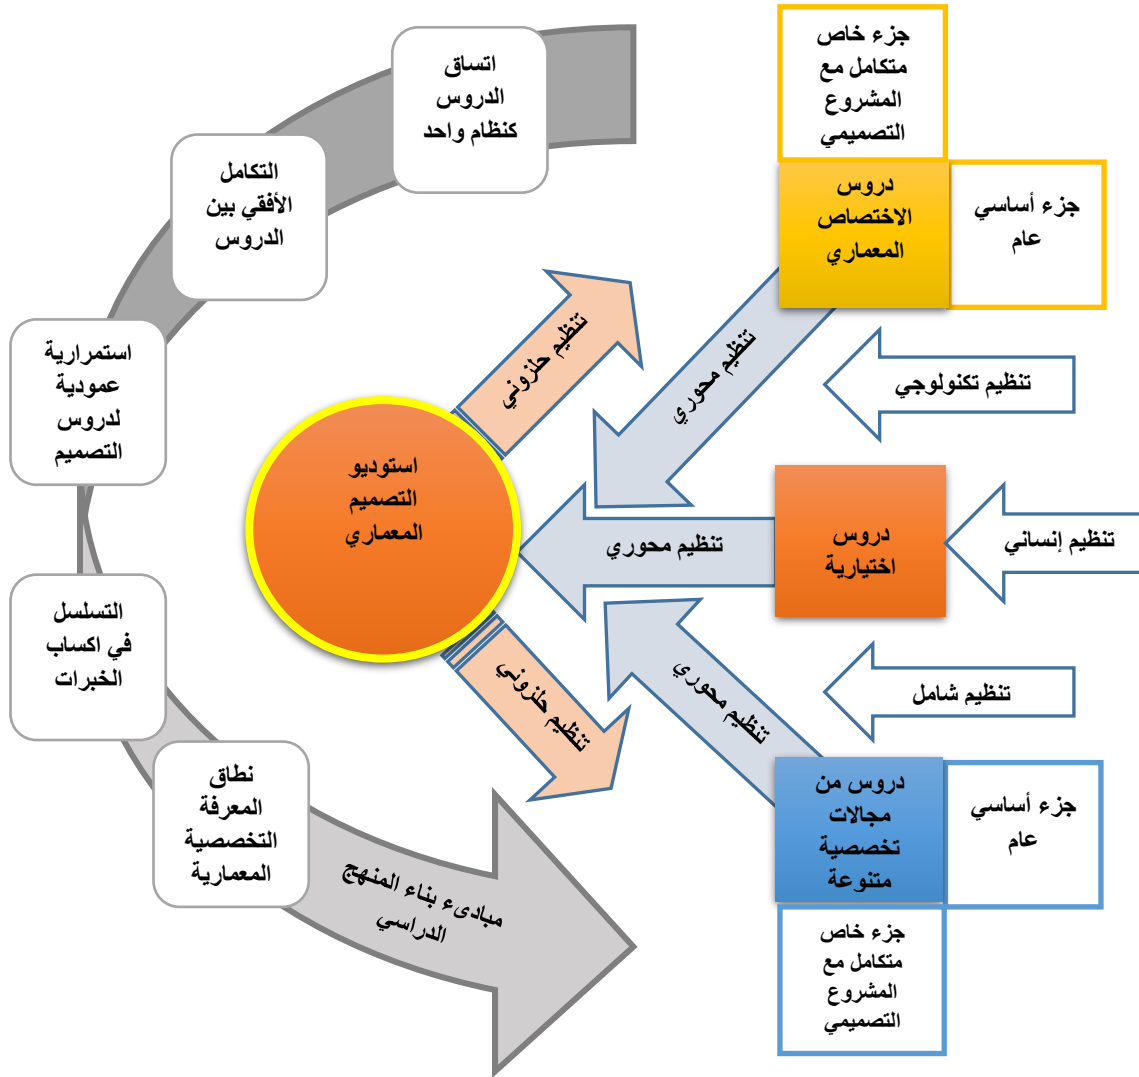 جزء خاص
متكامل مع
المشروع
التصميمي
دروس
الاختصاص
المعماري
جزء أساسي
عام
اتساق
الدروس
كنظام واحد
التكامل
الأفقي بين
الدروس
استمرارية
عمودية
لدروس
التصميم
التسلسل
في اكساب
الخبرات
نطاق
المعرفة
التخصصية
المعمارية
مبادىء بناء المنهج
الدراسي
تنظيم حلزوني
تنظيم محوري
تنظيم تكنولوجي
استوديو
التصميم
المعماري
تنظيم محوري
دروس
اختيارية
تنظيم إنساني
تنظيم حلزوني
تنظيم محوري
تنظيم شامل
دروس من
مجالات
تخصصية
متنوعة
جزء أساسي
عام
جزء خاص
متكامل مع
المشروع
التصميمي